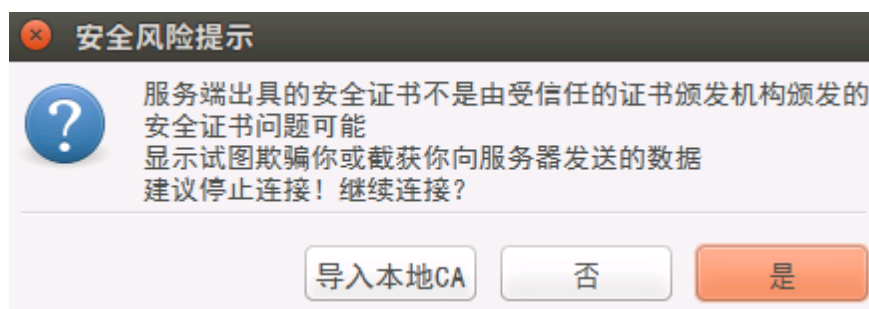 安全风险提示
服务端出具的安全证书不是由受信任的证书颁发机构颁发的
安全证书问题可能
显示试图欺骗你或截获你向服务器发送的数据
建议停止连接！继续连接？
导入本地CA
否
是